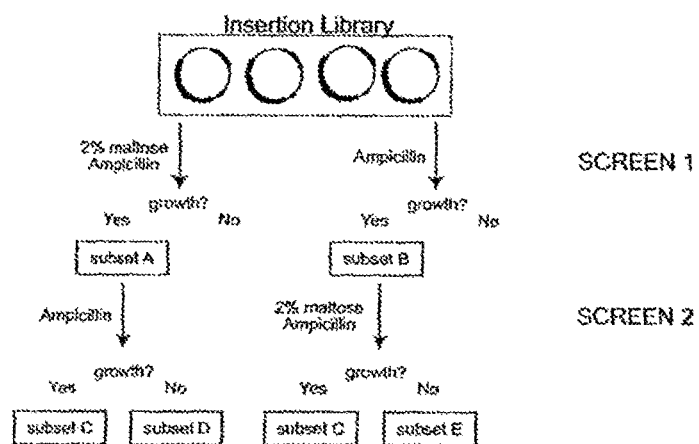 Insertion Library
2% maltose
Ampicillin
Ampicillin
SCREEN 1
growth?
Yes
No
growth?
Yes
No
subset A
subset B
Ampicillin
2% maltose
Ampicillin
SCREEN 2
growth?
Yes
No
growth?
Yes
No
subset C
subset D
subset C
subset E